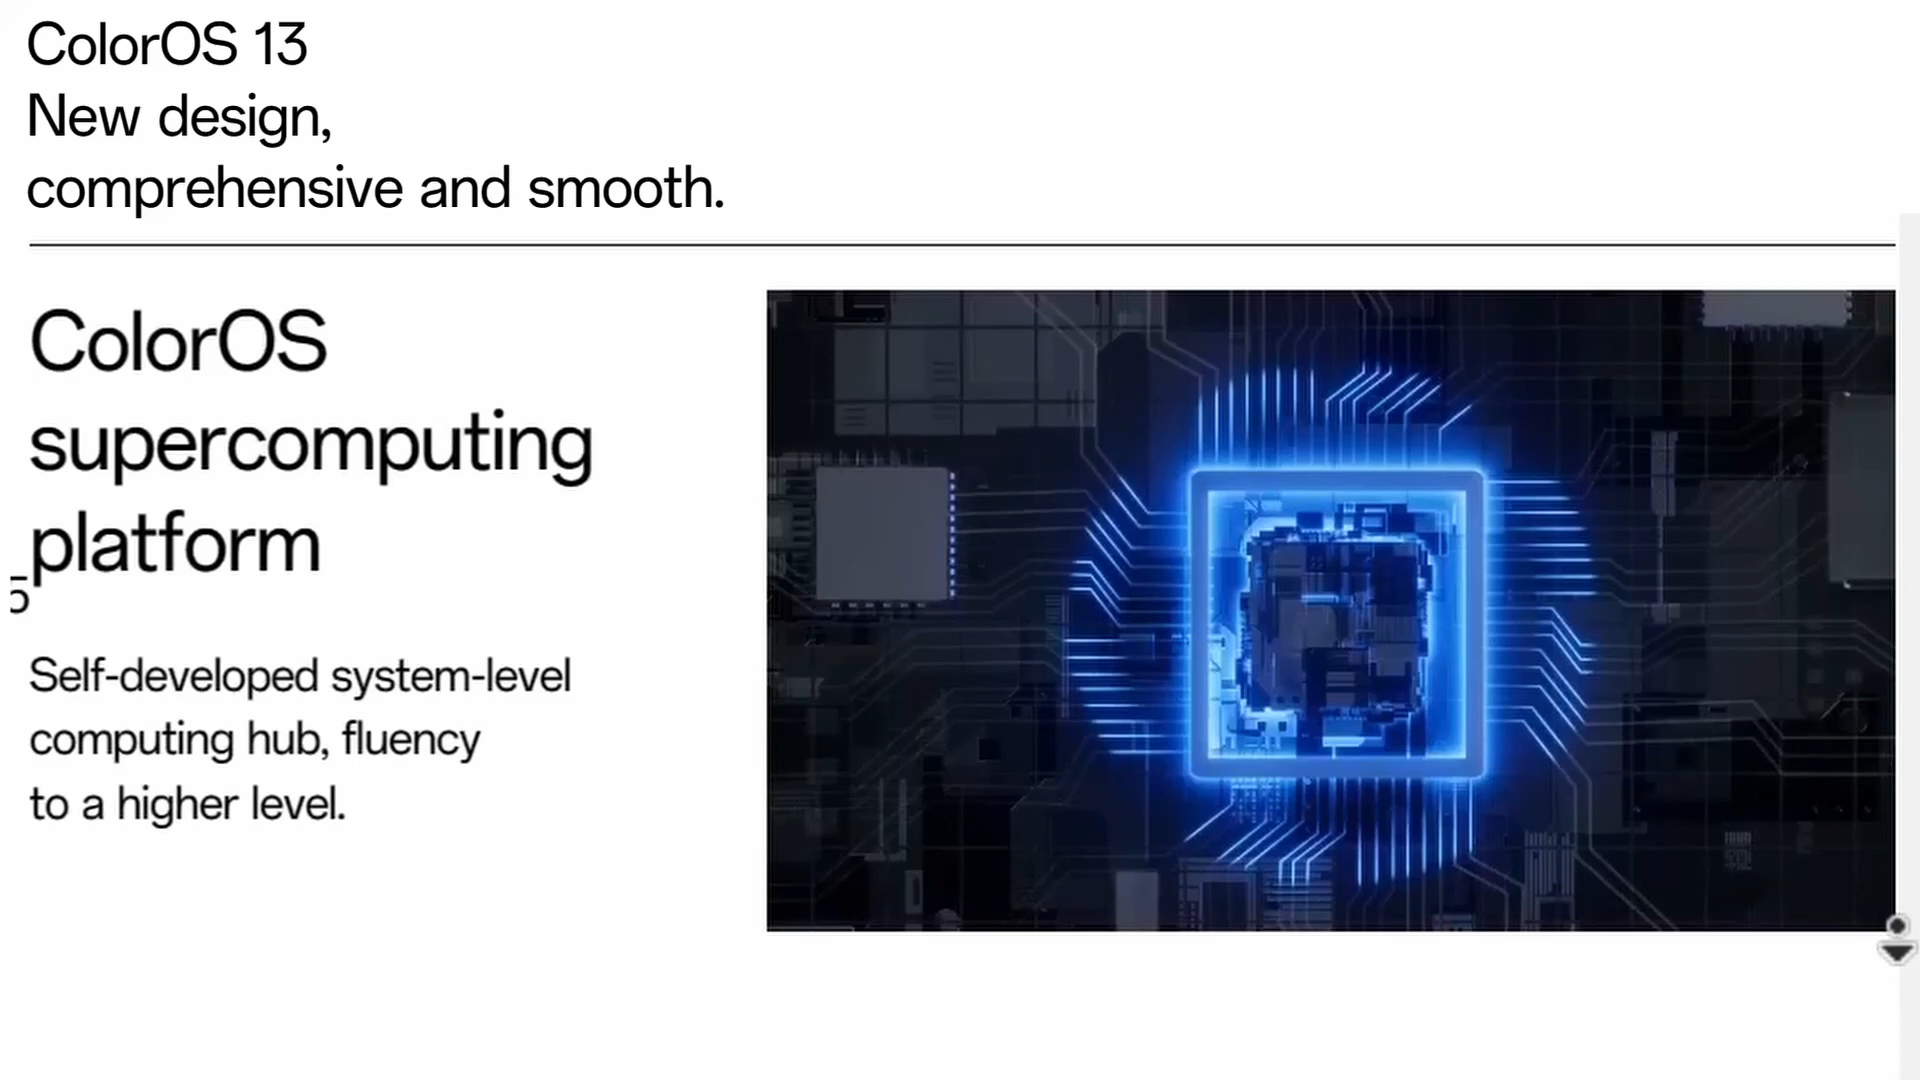 ColorOS 13
New design,
comprehensive and smooth.
ColorOS
supercomputing
platform
5
Self-developed system-level
computing hub, fluency
to a higher level.